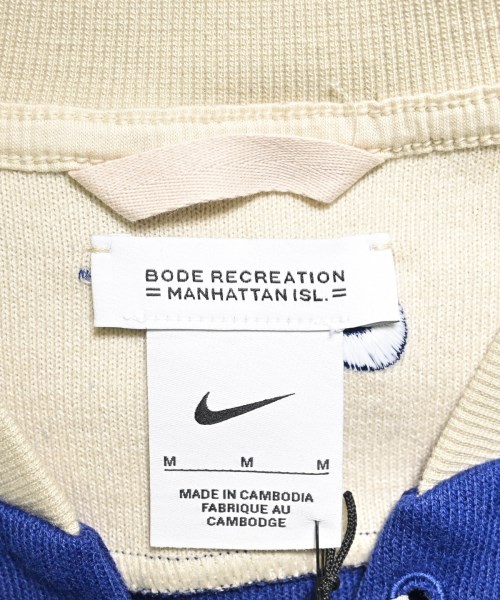 BODE RECREATION
= MANHATTAN ISL. =
M M M
MADE IN CAMBODIA
FABRIQUE AU
CAMBODGE